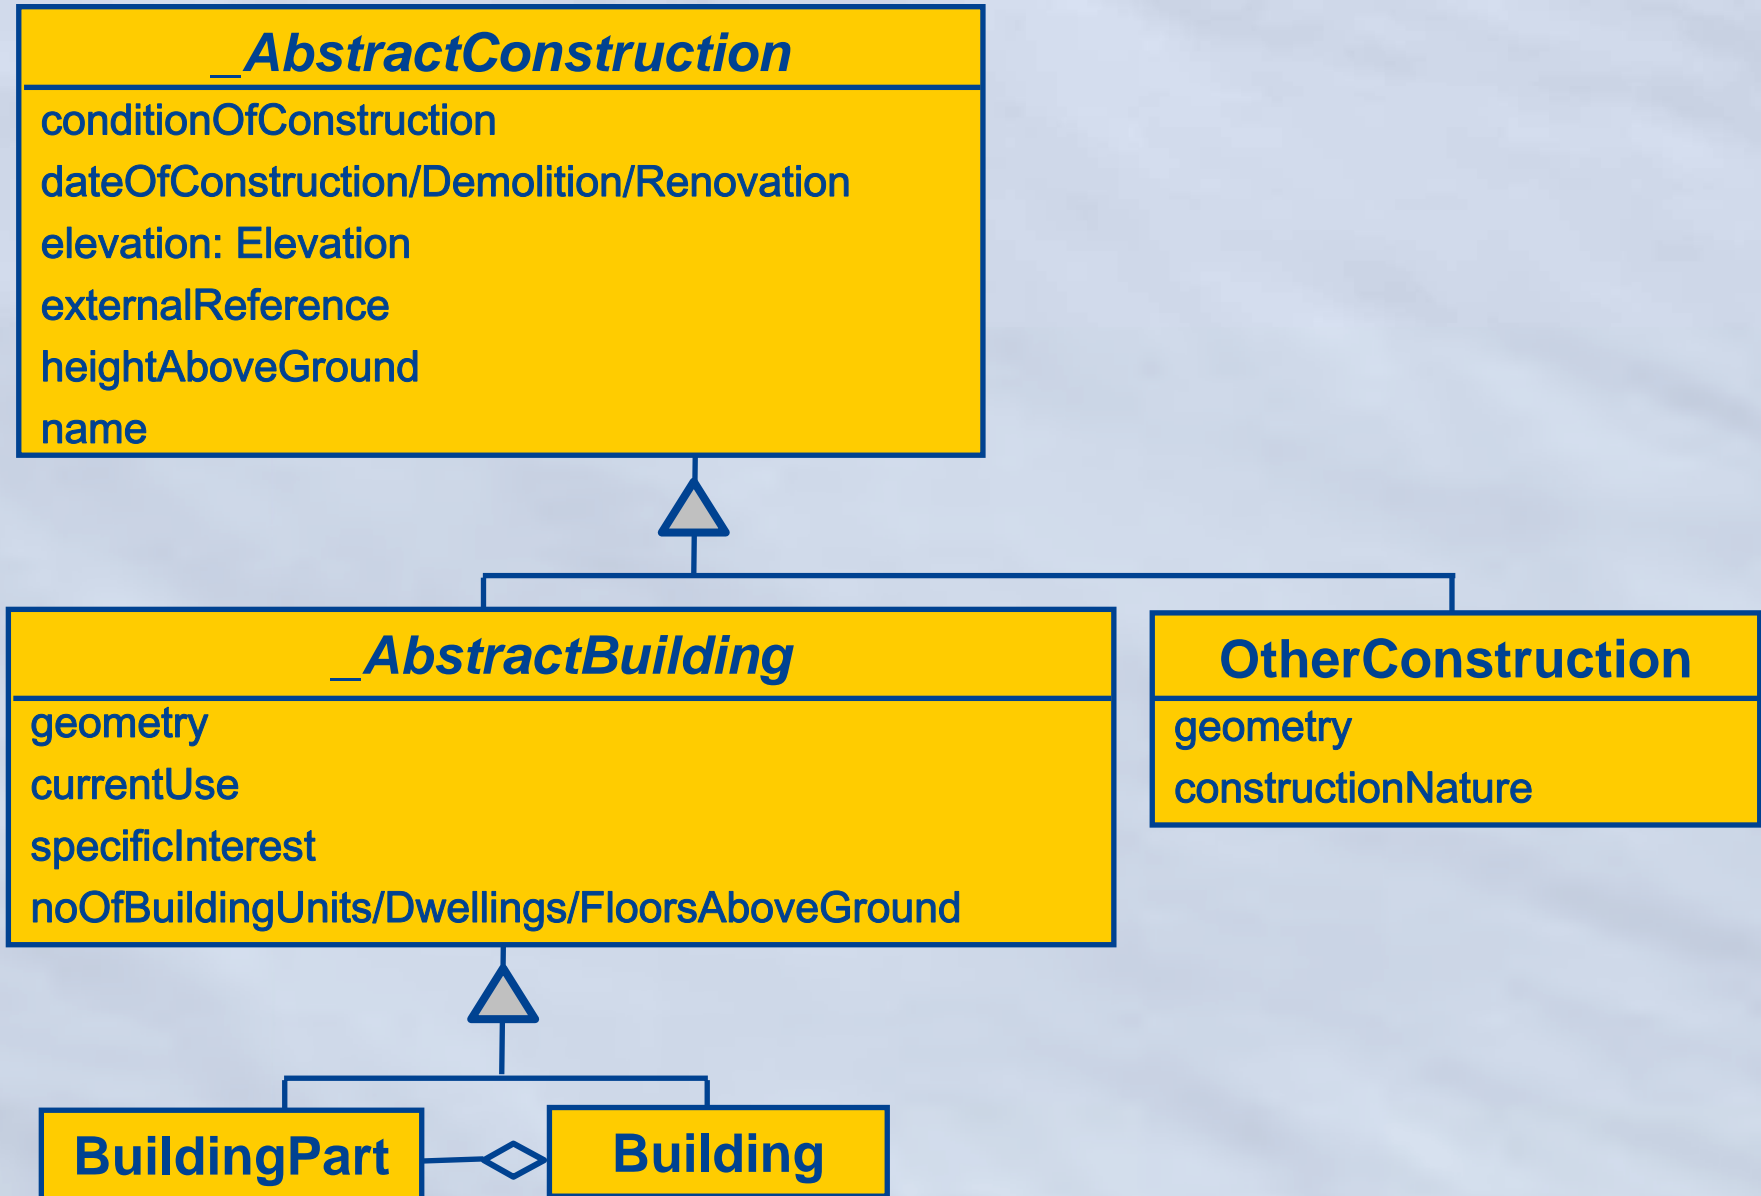 _AbstractConstruction
conditionOfConstruction
dateOfConstruction/Demolition/Renovation
elevation: Elevation
externalReference
heightAboveGround
name
_AbstractBuilding
geometry
currentUse
specificInterest
noOfBuildingUnits/Dwellings/FloorsAboveGround
OtherConstruction
geometry
constructionNature
BuildingPart
Building